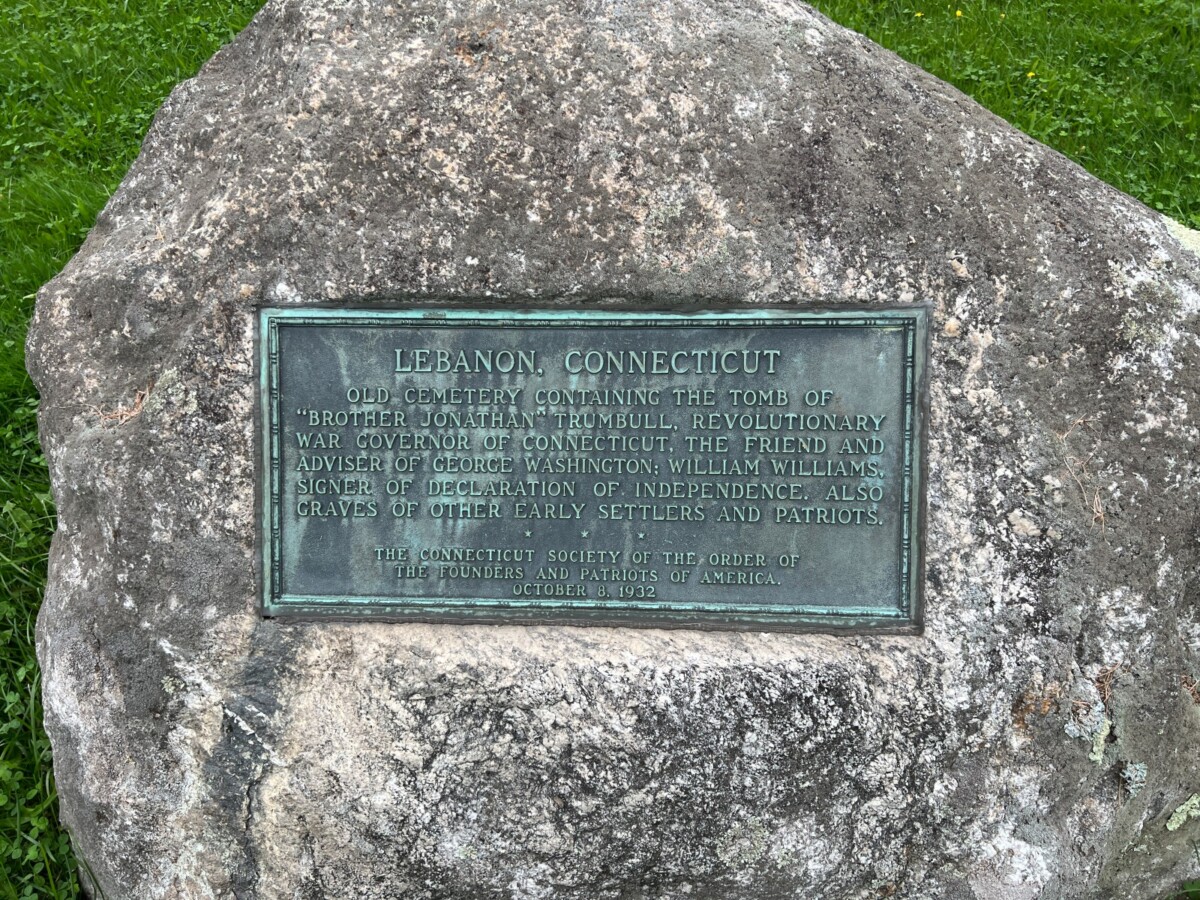 LEBANON, CONNECTICUT
OLD CEMETERY CONTAINING THE TOMB OF
"BROTHER JONATHAN" TRUMBULL, REVOLUTIONARY
WAR GOVERNOR OF CONNECTICUT, THE FRIEND AND
ADVISER OF GEORGE WASHINGTON; WILLIAM WILLIAMS,
SIGNER OF DECLARATION OF INDEPENDENCE. ALSO
GRAVES OF OTHER EARLY SETTLERS AND PATRIOTS.
* * *
THE CONNECTICUT SOCIETY OF THE ORDER OF
THE FOUNDERS AND PATRIOTS OF AMERICA.
OCTOBER 8, 1932